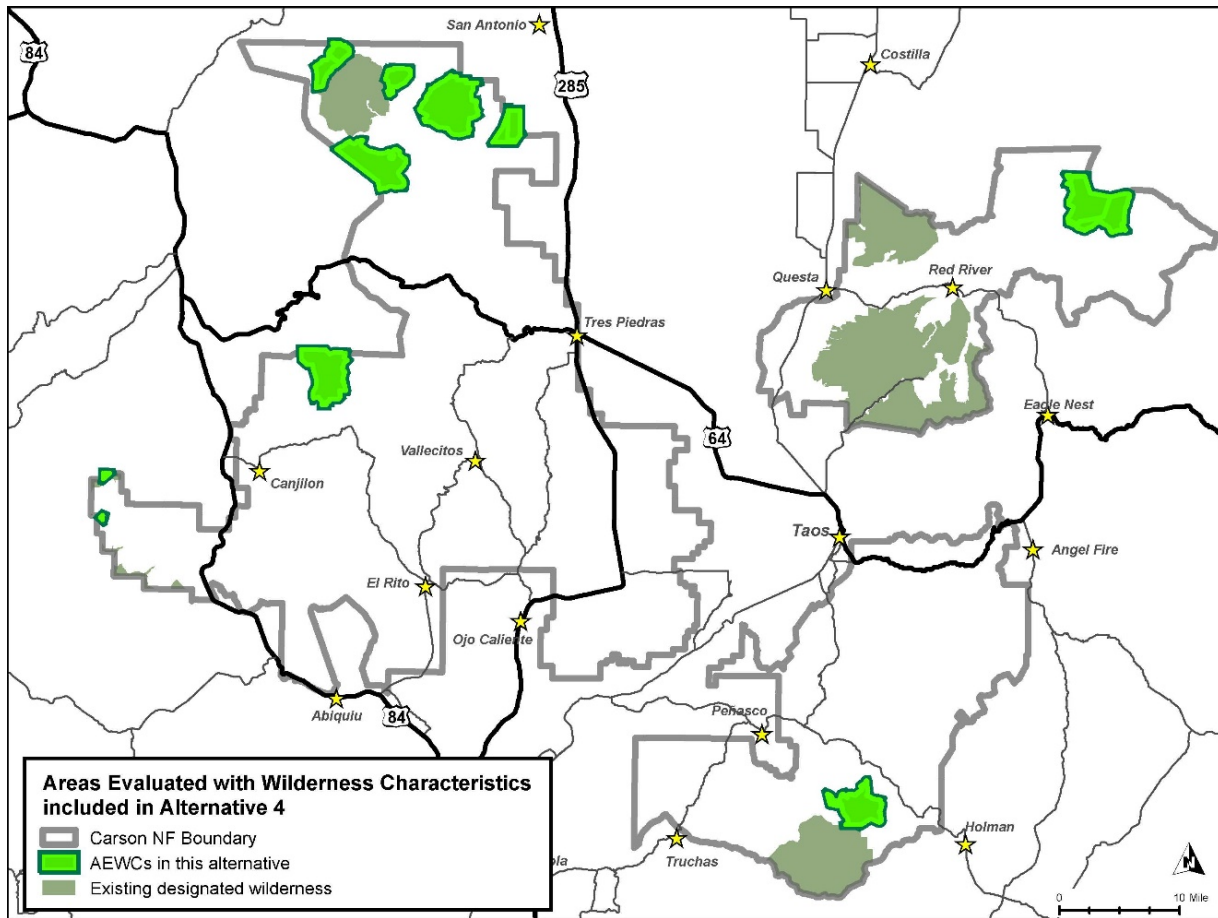 San Antonio
84
285
Costilla
Questa
Red River
Tres Piedras
Eagle Nest
64
Vallecitos
Canjilon
Taos
Angel Fire
El Rito
Ojo Caliente
Abiquiu
84
Peñasco
Holman
Truchas
ola
Areas Evaluated with Wilderness Characteristics
included in Alternative 4
Carson NF Boundary
AEWCs in this alternative
Existing designated wilderness
N
0 10 Mile